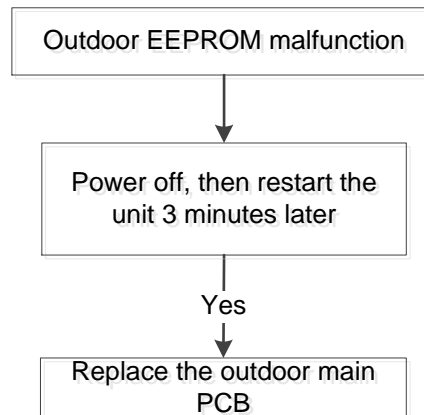 Outdoor EEPROM malfunction
Power off, then restart the
unit 3 minutes later
Yes
Replace the outdoor main
PCB